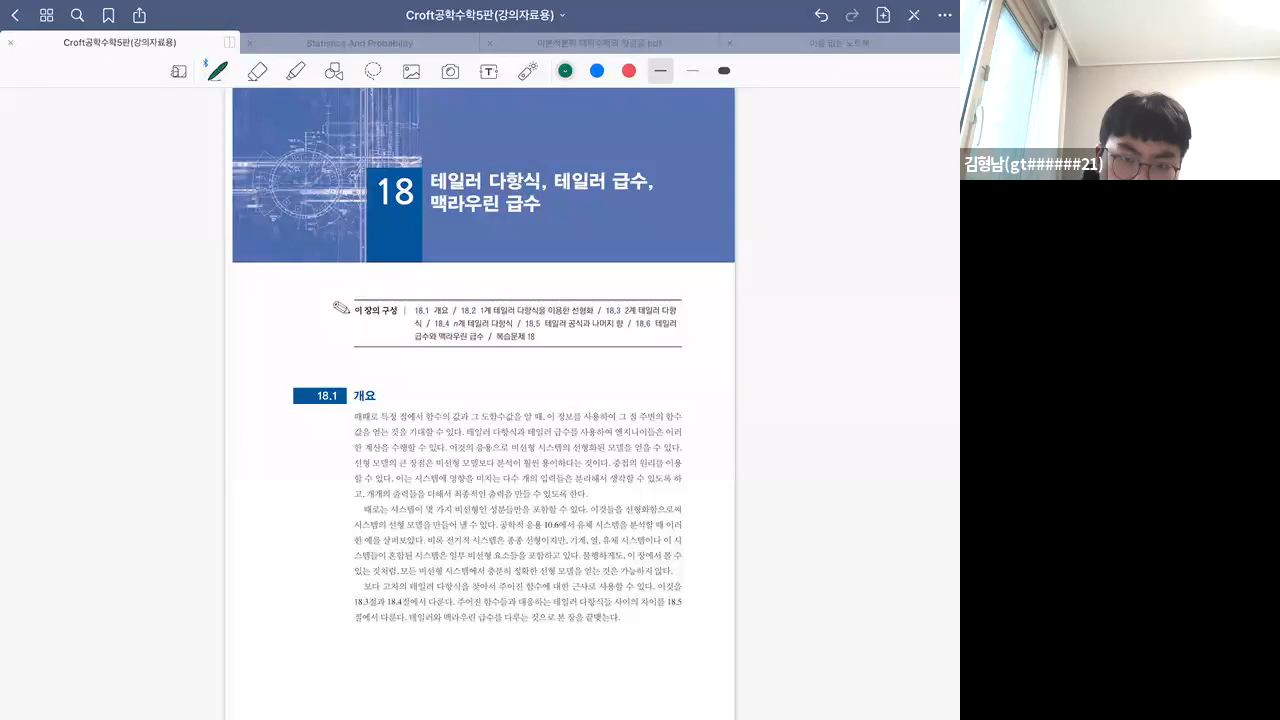 Croft공학수학5판(강의자료용)
Croft공학수학5판(강의자료용)
Statistics And Probability
이름 없는 노트북
김형남(gt######21)
18
테일러 다항식, 테일러 급수,
맥라우린 급수
이 장의 구성 | 18.1 개요 / 18.2 1계 테일러 다항식을 이용한 선형화 / 18.3 2계 테일러 다항
식 / 18.4 n계 테일러 다항식 / 18.5 테일러 공식과 나머지 항 / 18.6 테일러
급수와 맥라우린 급수 / 복습문제 18
18.1 개요
때때로 특정 점에서 함수의 값과 그 도함수값을 알 때, 이 정보를 사용하여 그 점 주변의 함수
값을 얻는 것을 기대할 수 있다. 테일러 다항식과 테일러 급수를 사용하여 엔지니어들은 이러
한 계산을 수행할 수 있다. 이것의 응용으로 비선형 시스템의 선형화된 모델을 얻을 수 있다.
선형 모델의 큰 장점은 비선형 모델보다 분석이 훨씬 용이하다는 것이다. 중첩의 원리를 이용
할 수 있다. 이는 시스템에 영향을 미치는 다수 개의 입력들은 분리해서 생각할 수 있도록 하
고, 개개의 출력들을 더해서 최종적인 출력을 만들 수 있도록 한다.
때로는 시스템이 몇 가지 비선형인 성분들만을 포함할 수 있다. 이것들을 선형화함으로써
시스템의 선형 모델을 만들어 낼 수 있다. 공학적 응용 10.6에서 유체 시스템을 분석할 때 이러
한 예를 살펴보았다. 비록 전기적 시스템은 종종 선형이지만, 기계, 열, 유체 시스템이나 이 시
스템들이 혼합된 시스템은 일부 비선형 요소들을 포함하고 있다. 불행하게도, 이 장에서 볼 수
있는 것처럼, 모든 비선형 시스템에서 충분히 정확한 선형 모델을 얻는 것은 가능하지 않다.
보다 고차의 테일러 다항식을 찾아서 주어진 함수에 대한 근사로 사용할 수 있다. 이것을
18.3절과 18.4절에서 다룬다. 주어진 함수들과 대응하는 테일러 다항식들 사이의 차이를 18.5
절에서 다룬다. 테일러와 맥라우린 급수를 다루는 것으로 본 장을 끝맺는다.